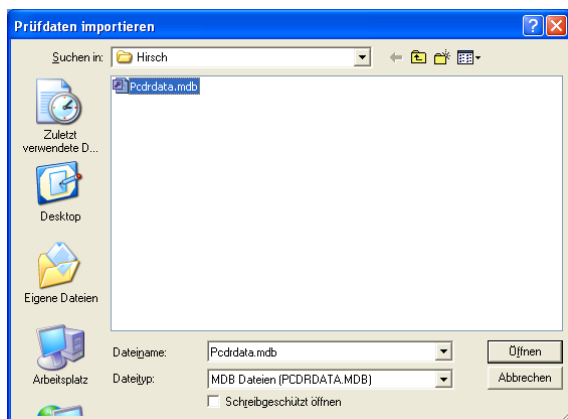 Prüfdaten importieren
Suchen in: Hirsch
Pcdrdata.mdb
Zuletzt
verwendete D...
Desktop
Eigene Dateien
Arbeitsplatz
Dateiname: Pcdrdata.mdb Öffnen
Dateityp: MDB Dateien (PCDRDATA.MDB) Abbrechen
Schreibgeschützt öffnen